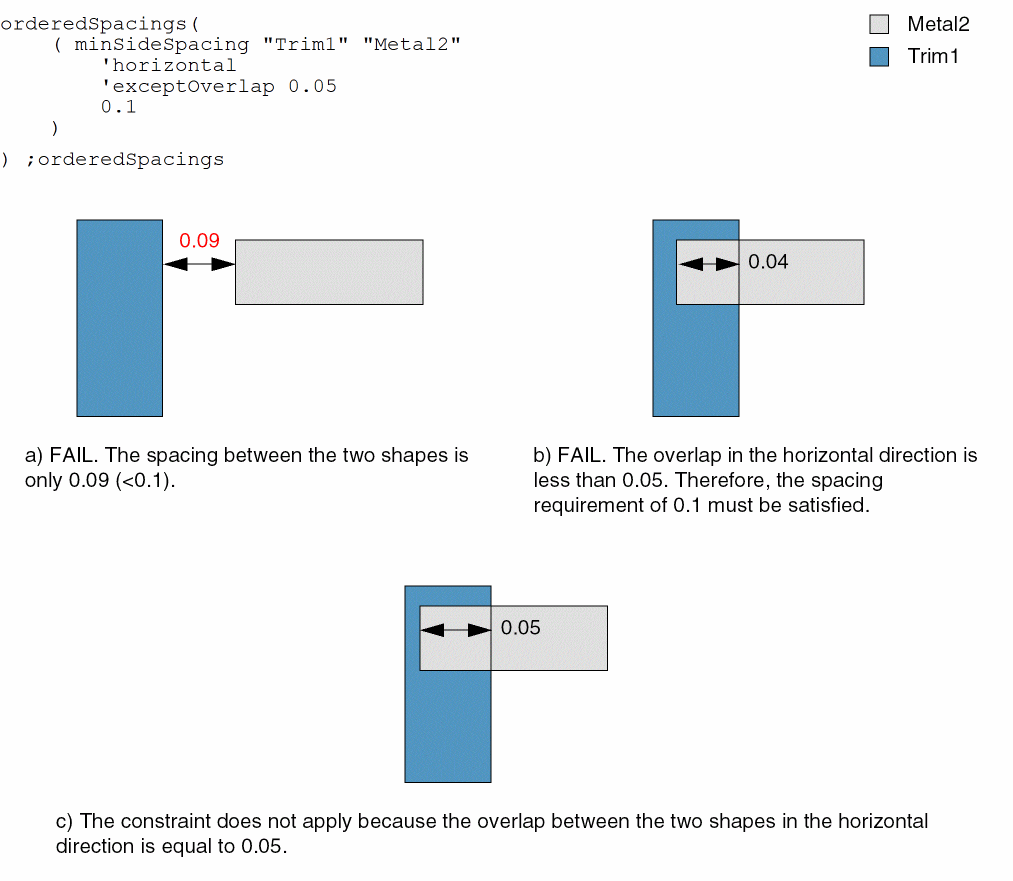 orderedSpacings(
( minSideSpacing "Trim1" "Metal2"
'horizontal
'exceptOverlap 0.05
0.1
)
) ;orderedSpacings
Metal2
Trim1
0.09
0.04
a) FAIL. The spacing between the two shapes is
only 0.09 (<0.1).
b) FAIL. The overlap in the horizontal direction is
less than 0.05. Therefore, the spacing
requirement of 0.1 must be satisfied.
0.05
c) The constraint does not apply because the overlap between the two shapes in the horizontal
direction is equal to 0.05.